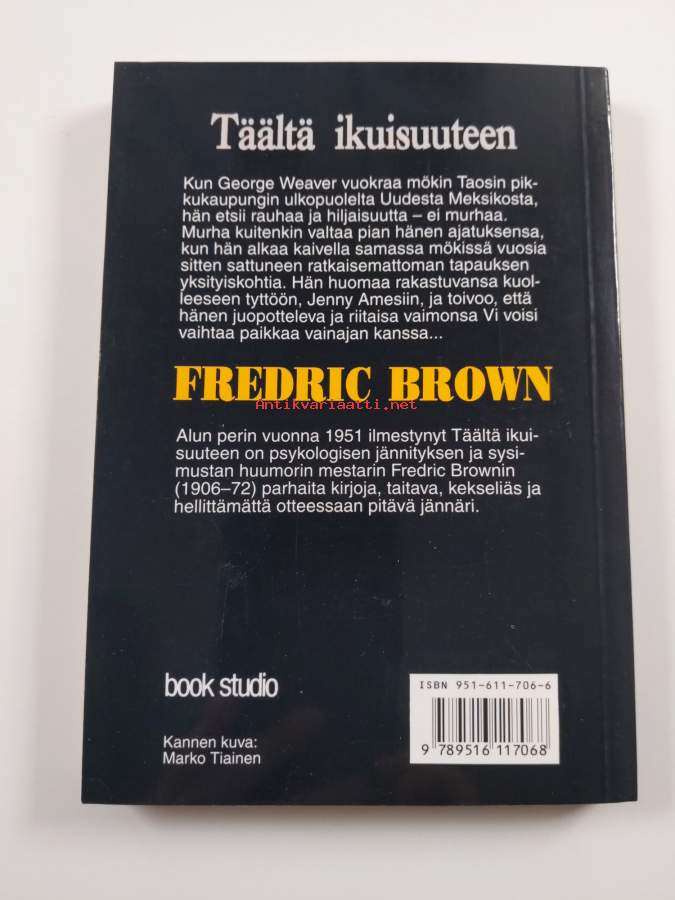 Täältä ikuisuuteen
Kun George Weaver vuokraa mökin Taosin pik-
kukaupungin ulkopuolelta Uudesta Meksikosta,
hän etsii rauhaa ja hiljaisuutta – ei murhaa.
Murha kuitenkin valtaa pian hänen ajatuksensa,
kun hän alkaa kaivella samassa mökissä vuosia
sitten sattuneen ratkaisemattoman tapauksen
yksityiskohtia. Hän huomaa rakastuvansa kuol-
leeseen tyttöön, Jenny Amesiin, ja toivoo, että
hänen juopotteleva ja riitaisa vaimonsa Vi voisi
vaihtaa paikkaa vainajan kanssa...
FREDRIC BROWN
Antikvariaatti.net
Alun perin vuonna 1951 ilmestynyt Täältä ikui-
suuteen on psykologisen jännityksen ja sysi-
mustan huumorin mestarin Fredric Brownin
(1906–72) parhaita kirjoja, taitava, kekseliäs ja
hellittämättä otteessaan pitävä jännäri.
book studio
Kannen kuva:
Marko Tiainen
ISBN 951-611-706-6
9 789516 117068